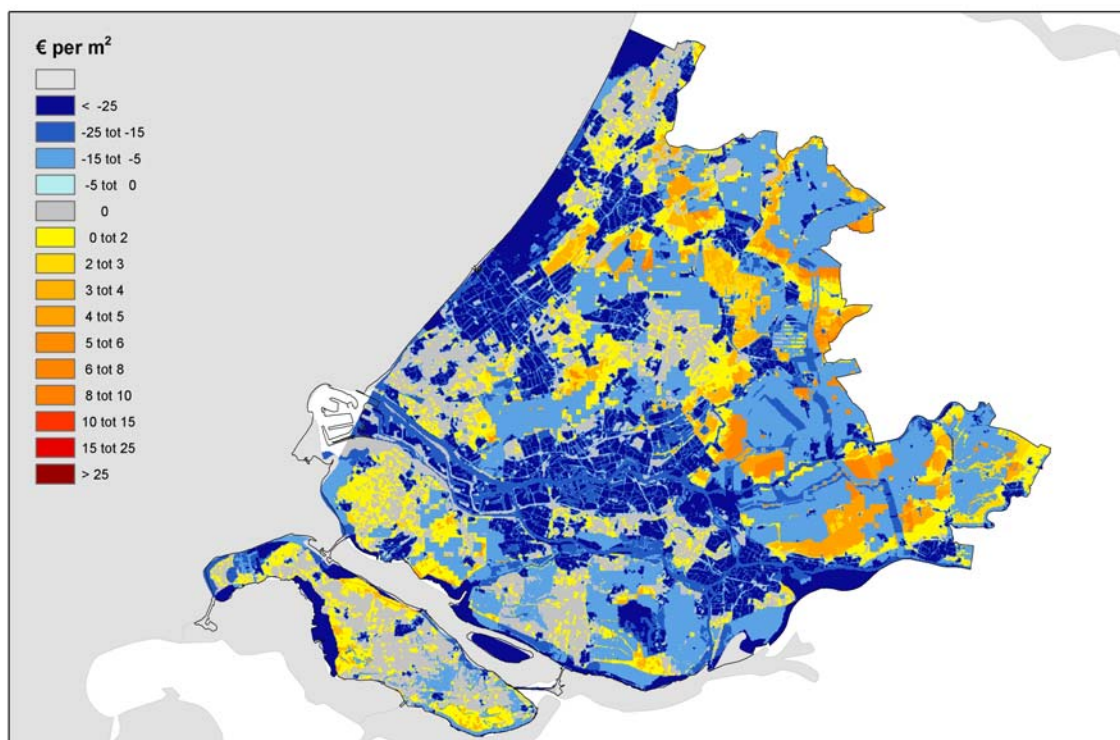 € per m²
< -25
-25 tot -15
-15 tot -5
-5 tot 0
0
0 tot 2
2 tot 3
3 tot 4
4 tot 5
5 tot 6
6 tot 8
8 tot 10
10 tot 15
15 tot 25
> 25